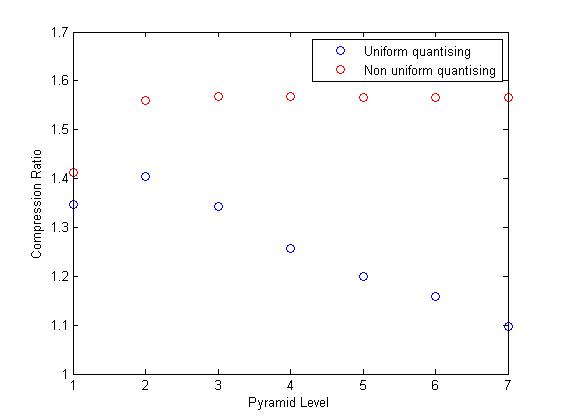 1.7
Uniform quantising
Non uniform quantising
1.6
1.5
1.4
1.3
1.2
1.1
1
Compression Ratio
1 2 3 4 5 6 7
Pyramid Level